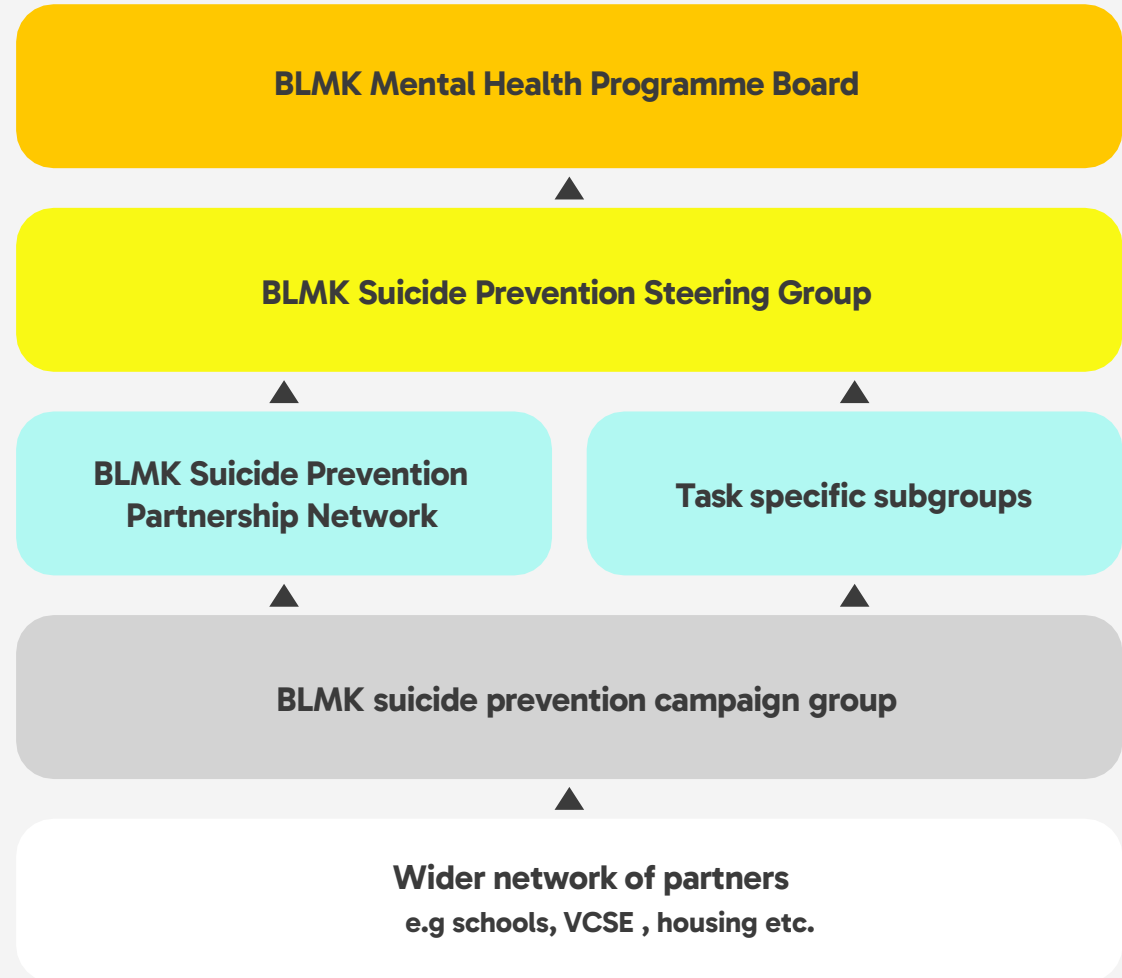 BLMK Mental Health Programme Board
BLMK Suicide Prevention Steering Group
BLMK Suicide Prevention
Partnership Network
Task specific subgroups
BLMK suicide prevention campaign group
Wider network of partners
e.g schools, VCSE , housing etc.